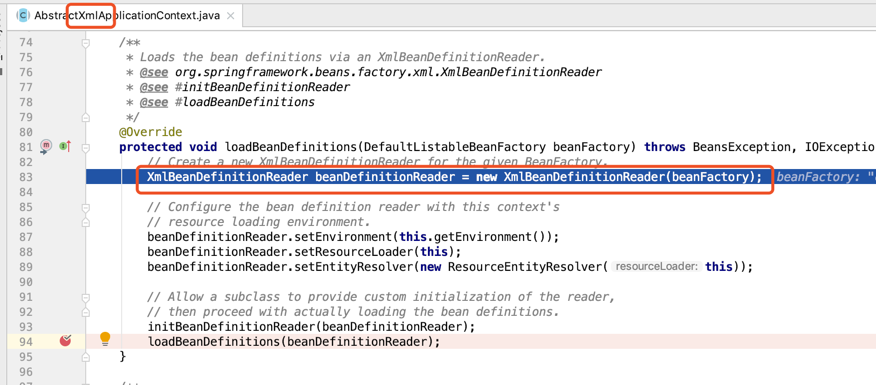 AbstractXmlApplicationContext.java
74 /**
75 * Loads the bean definitions via an XmlBeanDefinitionReader.
76 * @see org.springframework.beans.factory.xml.XmlBeanDefinitionReader
77 * @see #initBeanDefinitionReader
78 * @see #loadBeanDefinitions
79 */
80 @Override
81 protected void loadBeanDefinitions(DefaultListableBeanFactory beanFactory) throws BeansException, IOException
82 // Create a new XmlBeanDefinitionReader for the given BeanFactory.
83 XmlBeanDefinitionReader beanDefinitionReader = new XmlBeanDefinitionReader(beanFactory); beanFactory: "
84
85 // Configure the bean definition reader with this context's
86 // resource loading environment.
87 beanDefinitionReader.setEnvironment(this.getEnvironment());
88 beanDefinitionReader.setResourceLoader(this);
89 beanDefinitionReader.setEntityResolver(new ResourceEntityResolver( resourceLoader: this));
90
91 // Allow a subclass to provide custom initialization of the reader,
92 // then proceed with actually loading the bean definitions.
93 initBeanDefinitionReader(beanDefinitionReader);
94 loadBeanDefinitions(beanDefinitionReader);
95 }
96